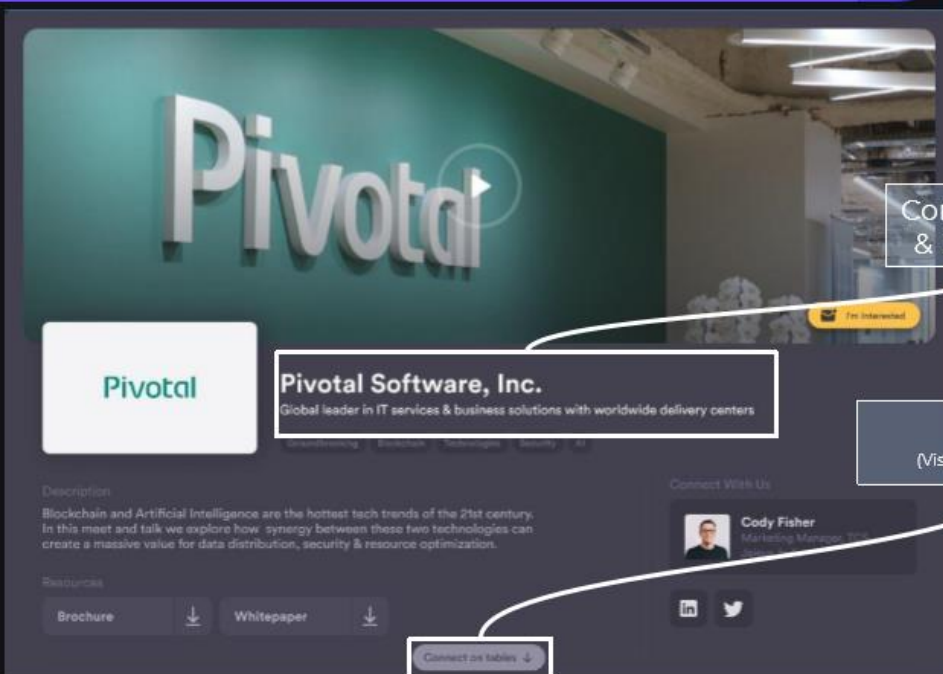 Pivotal
Con
&
I'm Interested
Pivotal
Pivotal Software, Inc.
Global leader in IT services & business solutions with worldwide delivery centers
Blockchain Technologies Security AI
(Vis
Description
Connect With Us
Blockchain and Artificial Intelligence are the hottest tech trends of the 21st century.
In this meet and talk we explore how synergy between these two technologies can
create a massive value for data distribution, security & resource optimization.
Cody Fisher
Marketing Manager,
Resources
Brochure
Whitepaper
in
Connect on tables